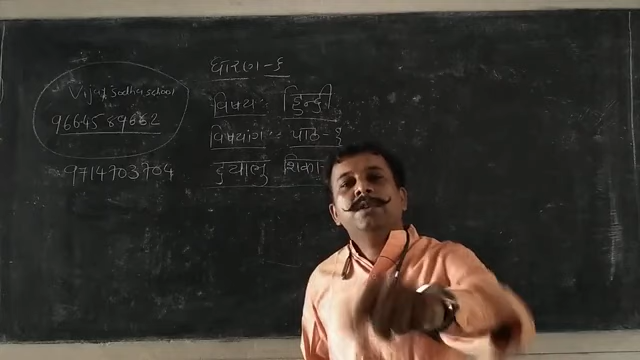 Vijay Sodha school
9664589662
9714703704
धोरण-६
विषय:- हिन्दी
विषयांग:- पाठ-१
दयालु शिका